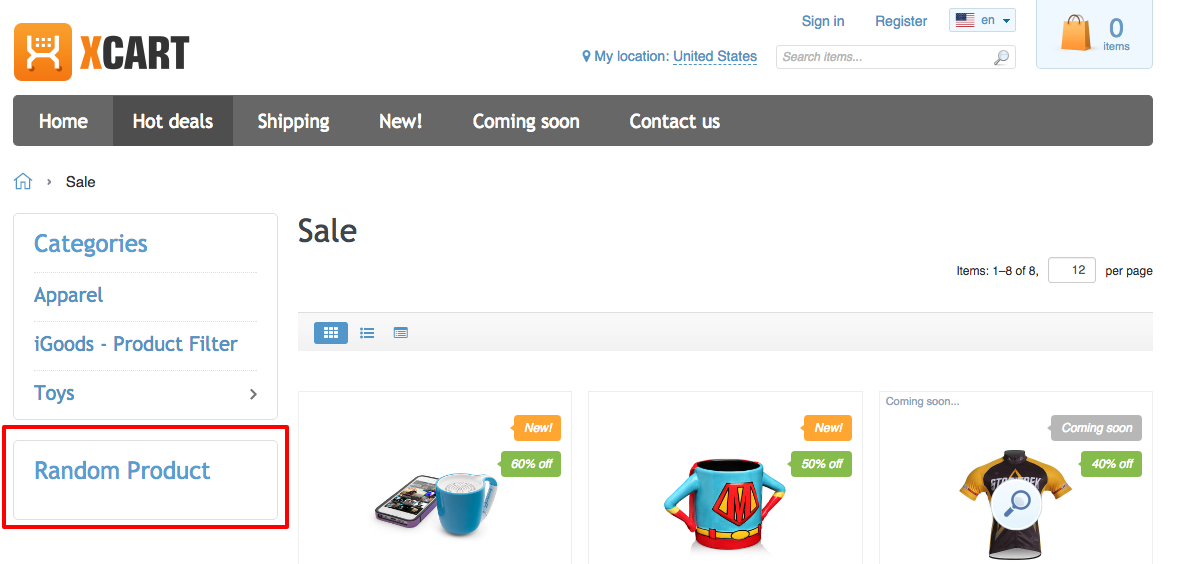 Sign in
Register
en
0
items
XCART
My location: United States
Search items...
Home
Hot deals
Shipping
New!
Coming soon
Contact us
› Sale
Categories
Apparel
iGoods - Product Filter
Toys
Random Product
Sale
Items: 1–8 of 8, 12 per page
New!
60% off
New!
50% off
M
Coming soon...
Coming soon
40% off
STAR TREK